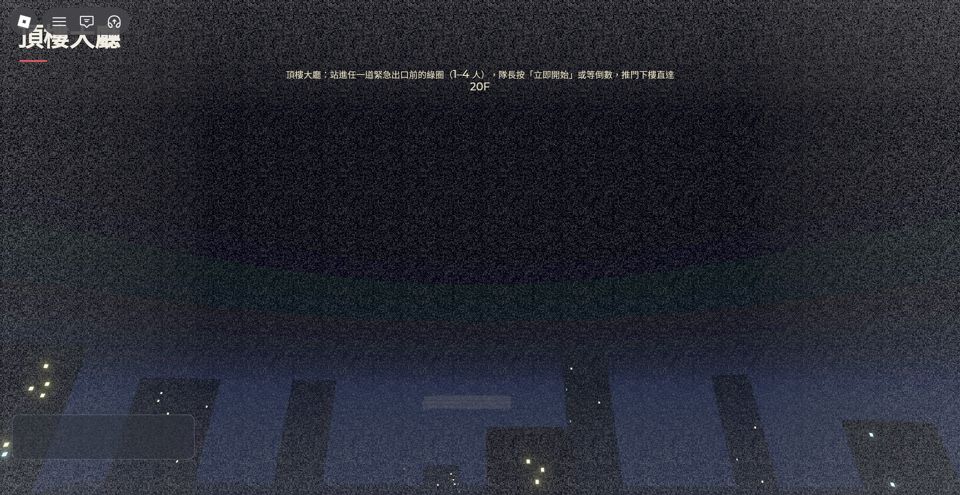 頂樓大廳
頂樓大廳：站進任一道緊急出口前的綠圈（1–4 人），隊長按「立即開始」或等倒數，推門下樓直達
20F